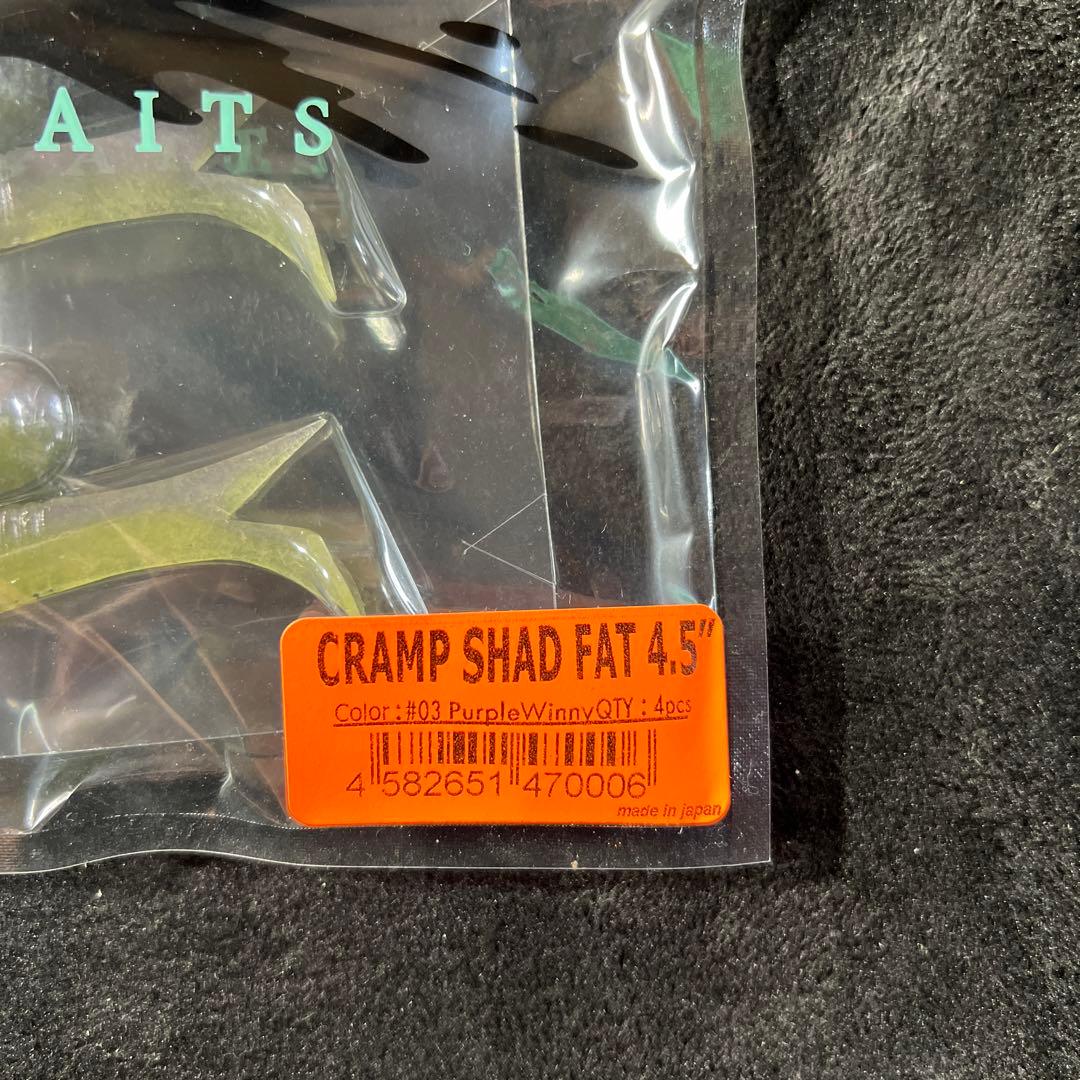 AITS
CRAMP SHAD FAT 4.5"
Color:#03 PurpleWinnyQTY : 4pcs
4 582651 470006
made in japan